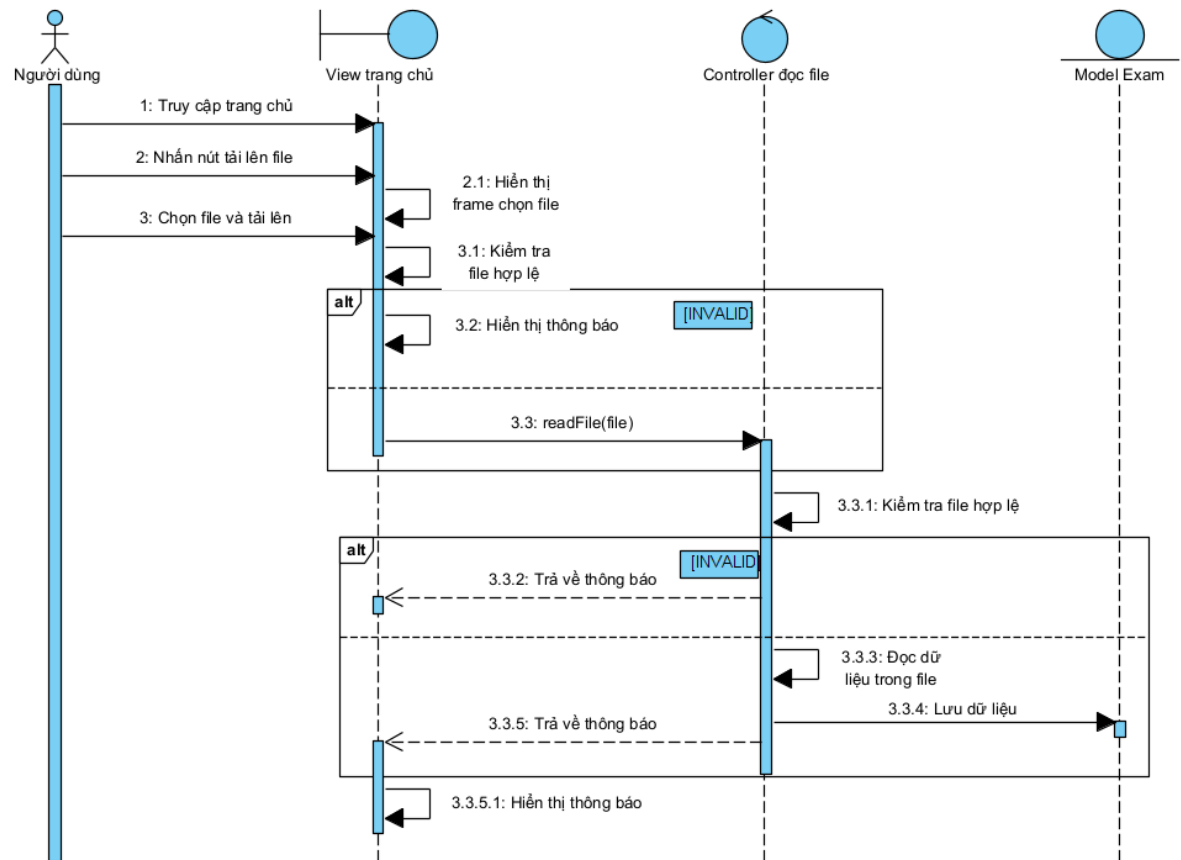 Người dùng
View trang chủ
Controller đọc file
Model Exam
1: Truy cập trang chủ
2: Nhấn nút tải lên file
2.1: Hiển thị
frame chọn file
3: Chọn file và tải lên
3.1: Kiểm tra
file hợp lệ
alt
[INVALID]
3.2: Hiển thị thông báo
3.3: readFile(file)
3.3.1: Kiểm tra file hợp lệ
alt
[INVALID]
3.3.2: Trả về thông báo
3.3.3: Đọc dữ
liệu trong file
3.3.4: Lưu dữ liệu
3.3.5: Trả về thông báo
3.3.5.1: Hiển thị thông báo